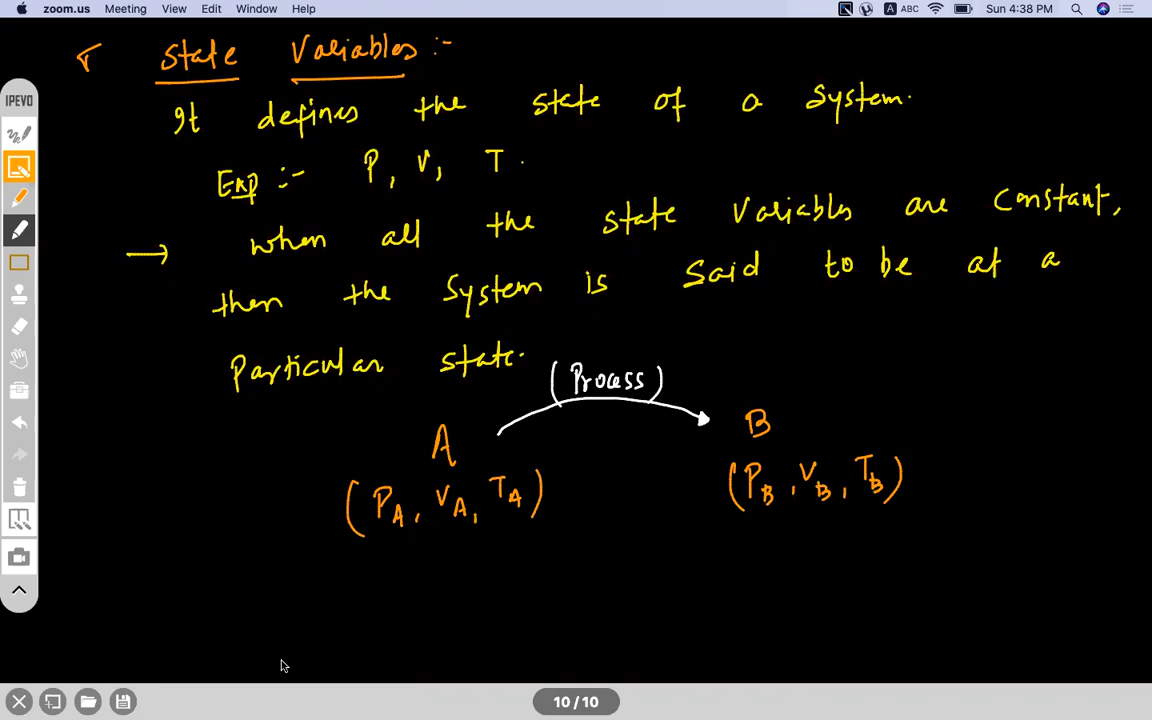 zoom.us Meeting View Edit Window Help ABC Sun 4:38 PM
State Variables :-
It defines the state of a System.
IPEVO
Exp :- P, V, T.
→ when all the state variables are constant,
then the System is Said to be at a
Particular state.
(Process)
A B
(PA, VA, TA) (PB, VB, TB)
10/10